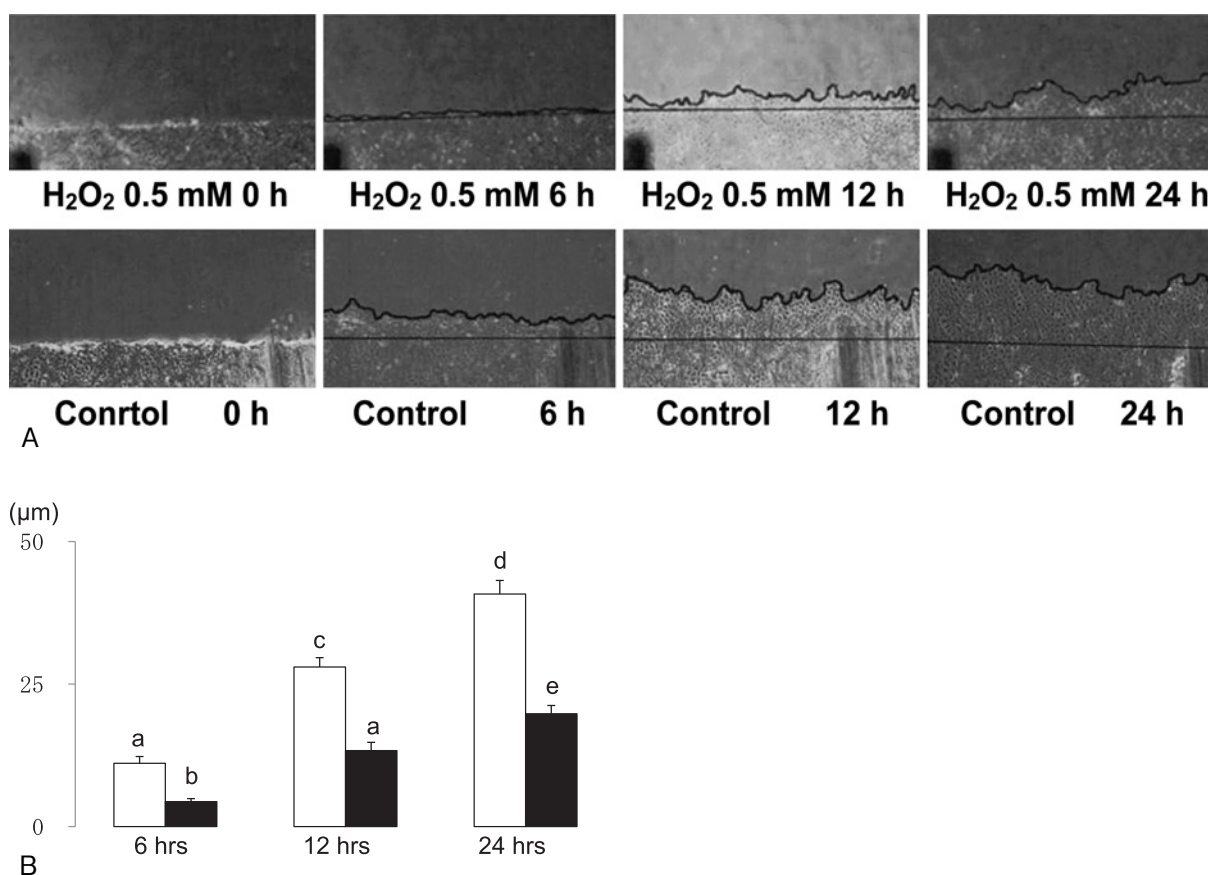 H₂O₂ 0.5 mM 0 h H₂O₂ 0.5 mM 6 h H₂O₂ 0.5 mM 12 h H₂O₂ 0.5 mM 24 h
Conrtol 0 h Control 6 h Control 12 h Control 24 h
A
(µm)
50
d
c
25
e
a
a
b
0
6 hrs 12 hrs 24 hrs
B